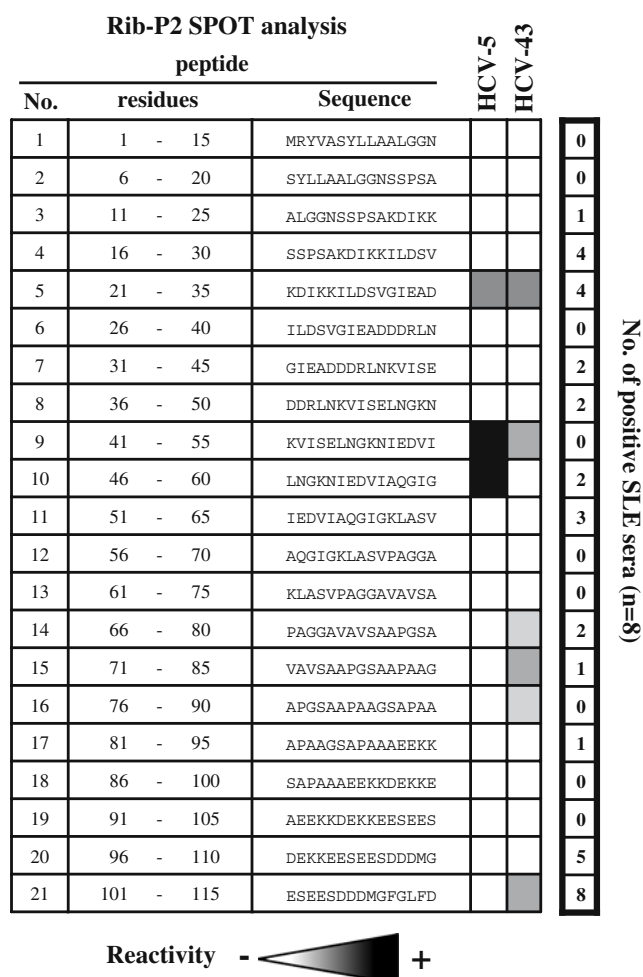 Rib-P2 SPOT analysis
peptide
No. residues Sequence HCV-5 HCV-43
1 1 - 15 MRYVASYLLAALGGN 0
2 6 - 20 SYLLAALGGNSSPSA 0
3 11 - 25 ALGGNSSPSAKDIKK 1
4 16 - 30 SSPSAKDIKKILDSV 4
5 21 - 35 KDIKKILDSVGIEAD 4
6 26 - 40 ILDSVGIEADDDRLN 0
7 31 - 45 GIEADDDRLNKVISE 2
8 36 - 50 DDRLNKVISELNGKN 2
9 41 - 55 KVISELNGKNIEDVI 0
10 46 - 60 LNGKNIEDVIAQGIG 2
11 51 - 65 IEDVIAQGIGKLASV 3
12 56 - 70 AQGIGKLASVPAGGA 0
13 61 - 75 KLASVPAGGAVAVSA 0
14 66 - 80 PAGGAVAVSAAPGSA 2
15 71 - 85 VAVSAAPGSAAPAAG 1
16 76 - 90 APGSAAPAAGSAPAA 0
17 81 - 95 APAAGSAPAAAEEKK 1
18 86 - 100 SAPAAAEEKKDEKKE 0
19 91 - 105 AEEKKDEKKEESEES 0
20 96 - 110 DEKKEESEESDDDMG 5
21 101 - 115 ESEESDDDMGFGLFD 8
No. of positive SLE sera (n=8)
Reactivity - +